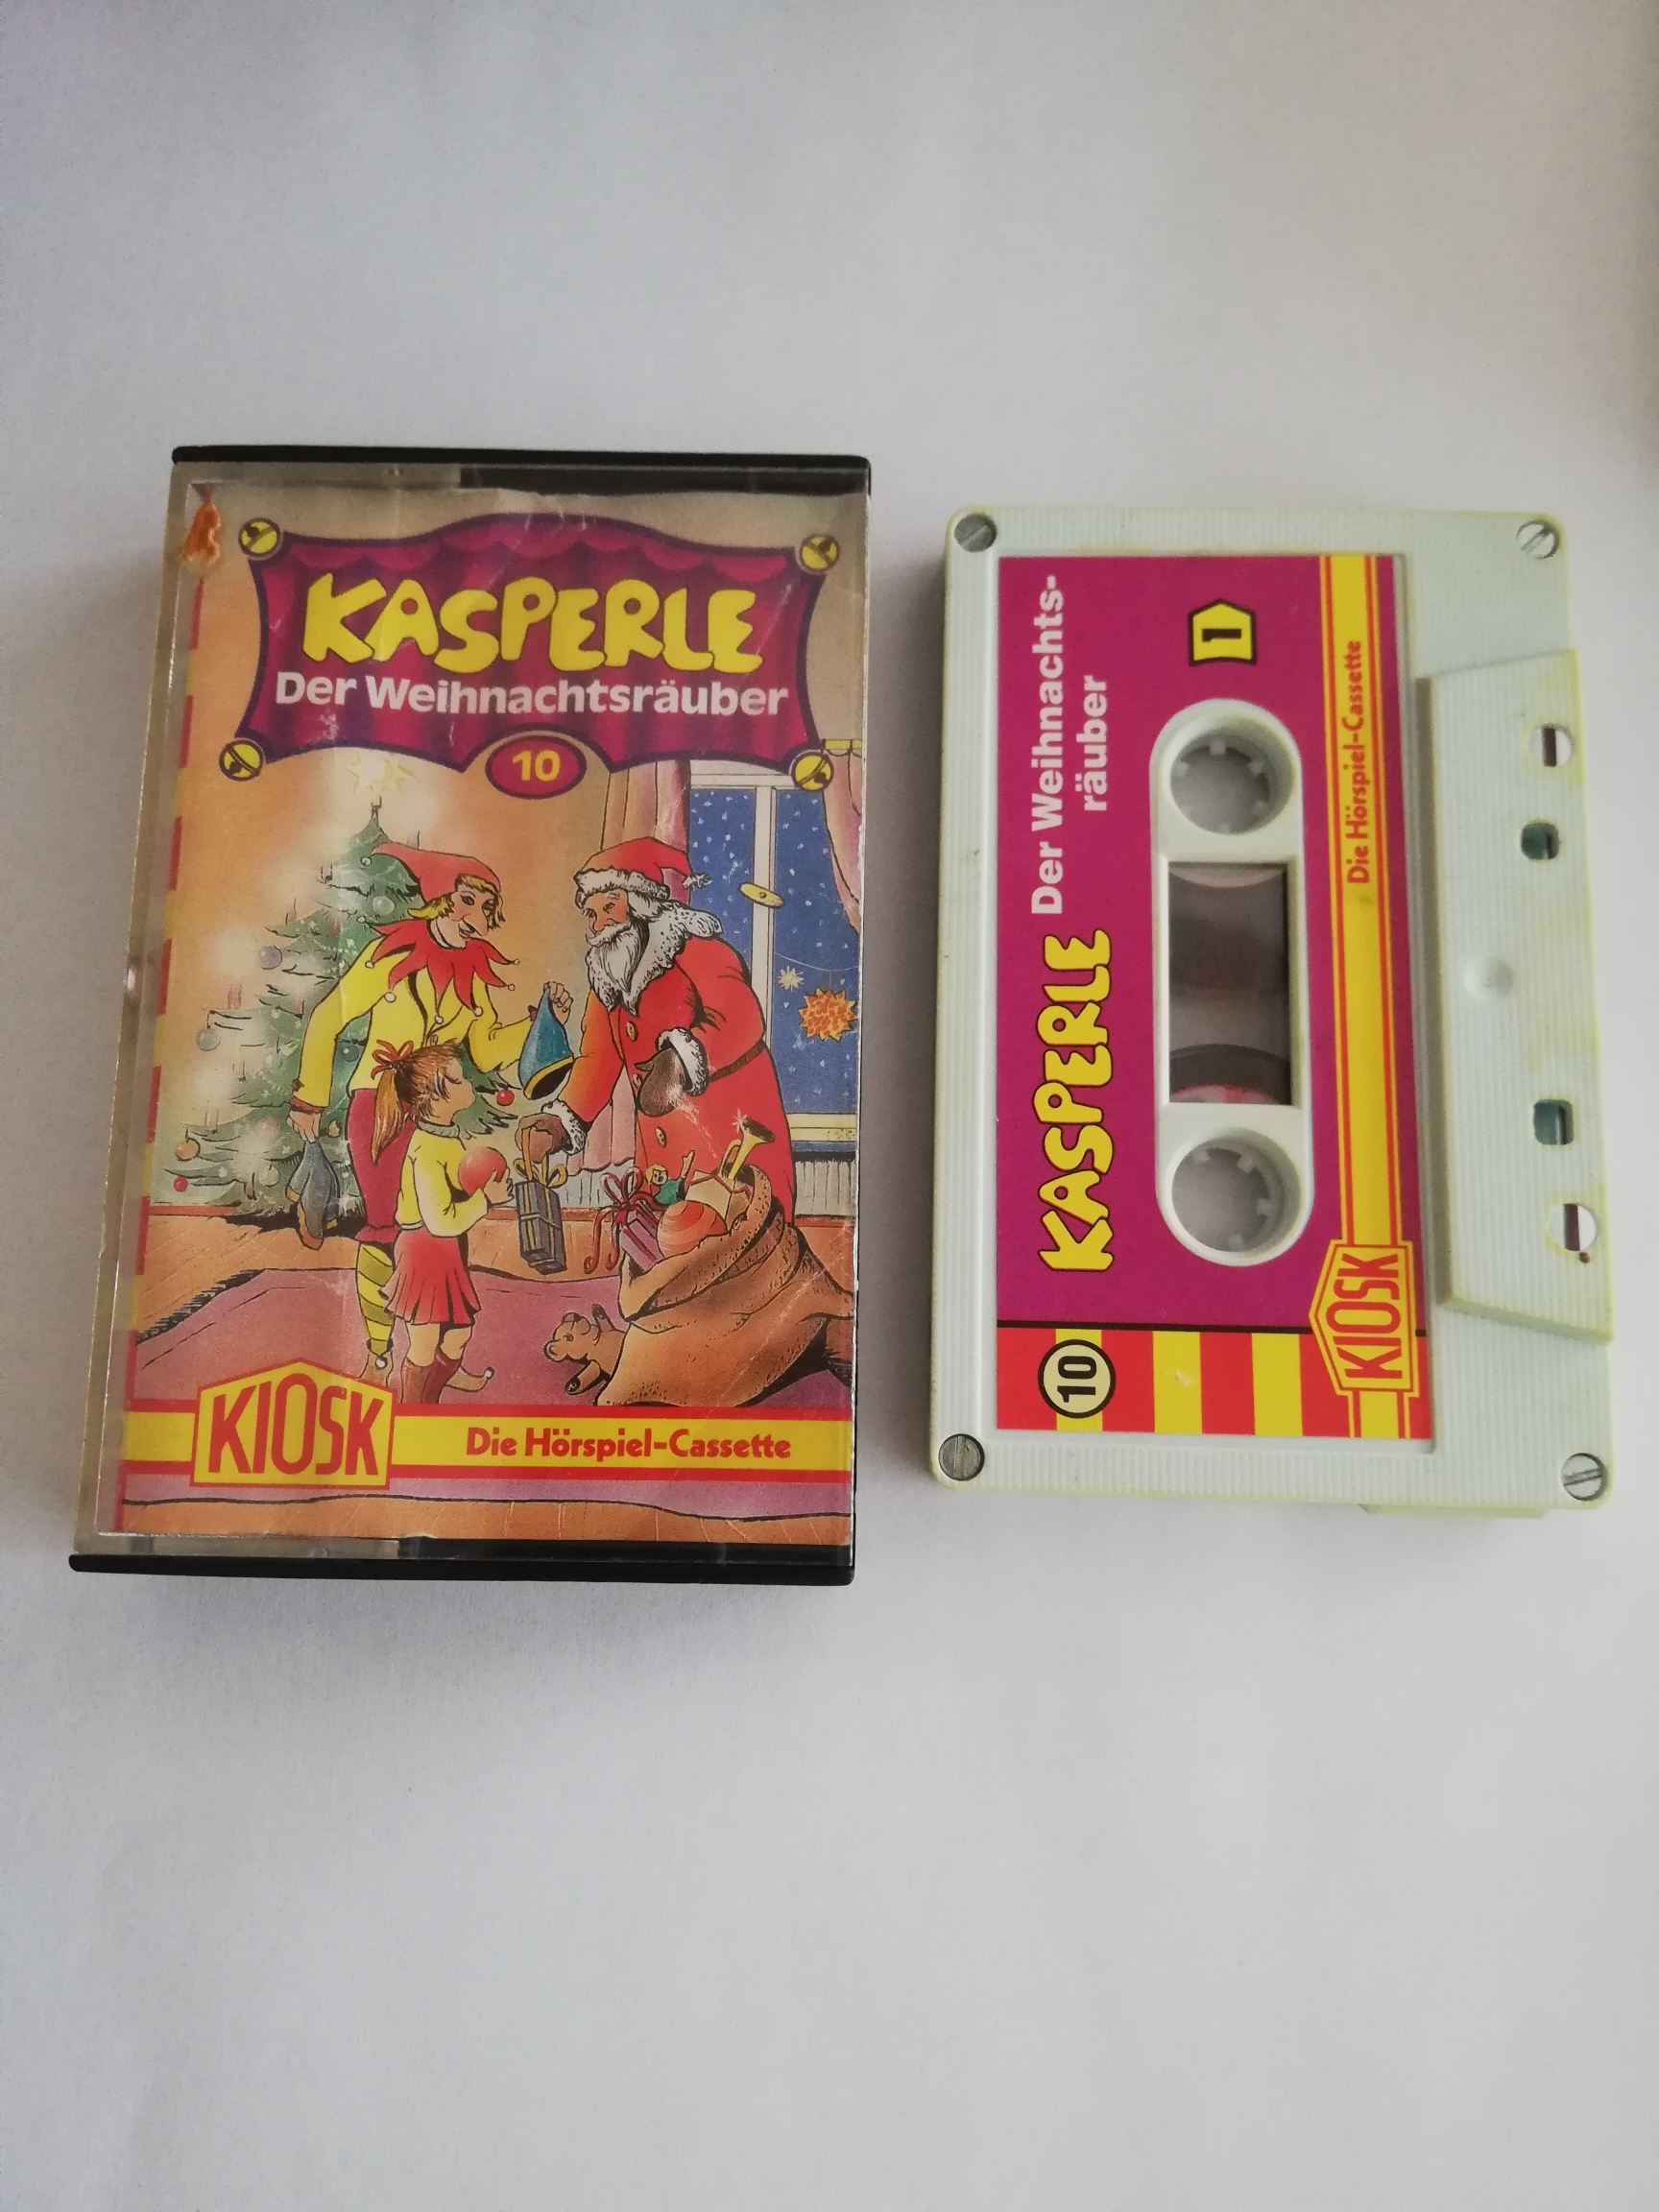 KASPERLE
Der Weihnachtsräuber
10
KIOSK
Die Hörspiel-Cassette
KASPERLE Der Weihnachts-
räuber
1
10
KIOSK
Die Hörspiel-Cassette